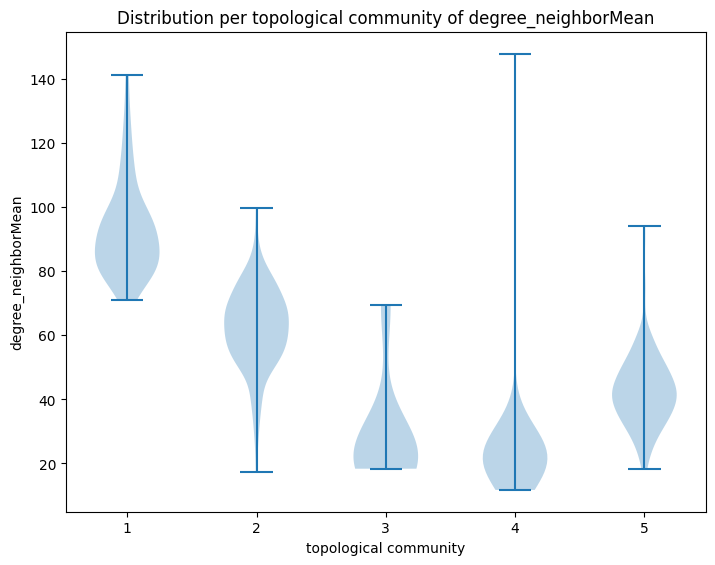 Distribution per topological community of degree_neighborMean
degree_neighborMean
140
120
100
80
60
40
20
1 2 3 4 5
topological community